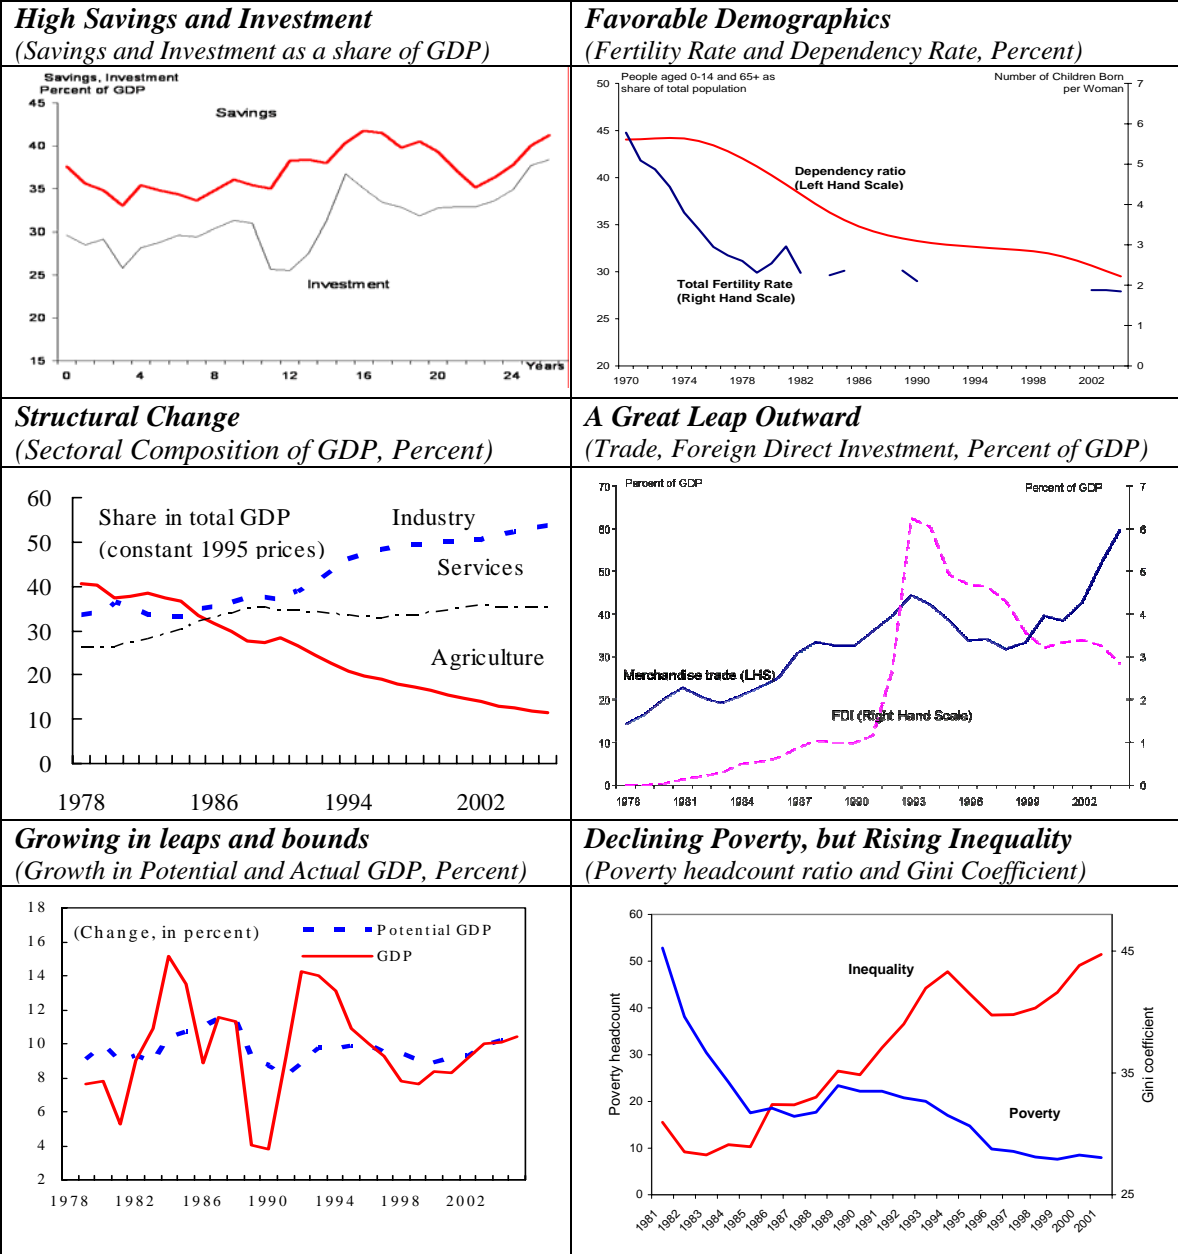 High Savings and Investment
(Savings and Investment as a share of GDP)
Savings, Investment
Percent of GDP
45
40
35
30
25
20
15
Savings
Investment
Years
0 4 8 12 16 20 24
Favorable Demographics
(Fertility Rate and Dependency Rate, Percent)
People aged 0-14 and 65+ as
share of total population
Number of Children Born
per Woman
50
45
40
35
30
25
20
7
6
5
4
3
2
1
0
Dependency ratio
(Left Hand Scale)
Total Fertility Rate
(Right Hand Scale)
1970 1974 1978 1982 1986 1990 1994 1998 2002
Structural Change
(Sectoral Composition of GDP, Percent)
60
50
40
30
20
10
0
Share in total GDP
(constant 1995 prices)
Industry
Services
Agriculture
1978 1986 1994 2002
A Great Leap Outward
(Trade, Foreign Direct Investment, Percent of GDP)
Percent of GDP
Percent of GDP
70
60
50
40
30
20
10
0
7
6
5
4
3
2
1
0
Merchandise trade (LHS)
FDI (Right Hand Scale)
1978 1981 1984 1987 1990 1993 1996 1999 2002
Growing in leaps and bounds
(Growth in Potential and Actual GDP, Percent)
18
16
14
12
10
8
6
4
2
(Change, in percent)
Potential GDP
GDP
1978 1982 1986 1990 1994 1998 2002
Declining Poverty, but Rising Inequality
(Poverty headcount ratio and Gini Coefficient)
Poverty headcount
60
50
40
30
20
10
0
Inequality
Poverty
45
35
25
Gini coefficient
1981 1982 1983 1984 1985 1986 1987 1988 1989 1990 1991 1992 1993 1994 1995 1996 1997 1998 1999 2000 2001